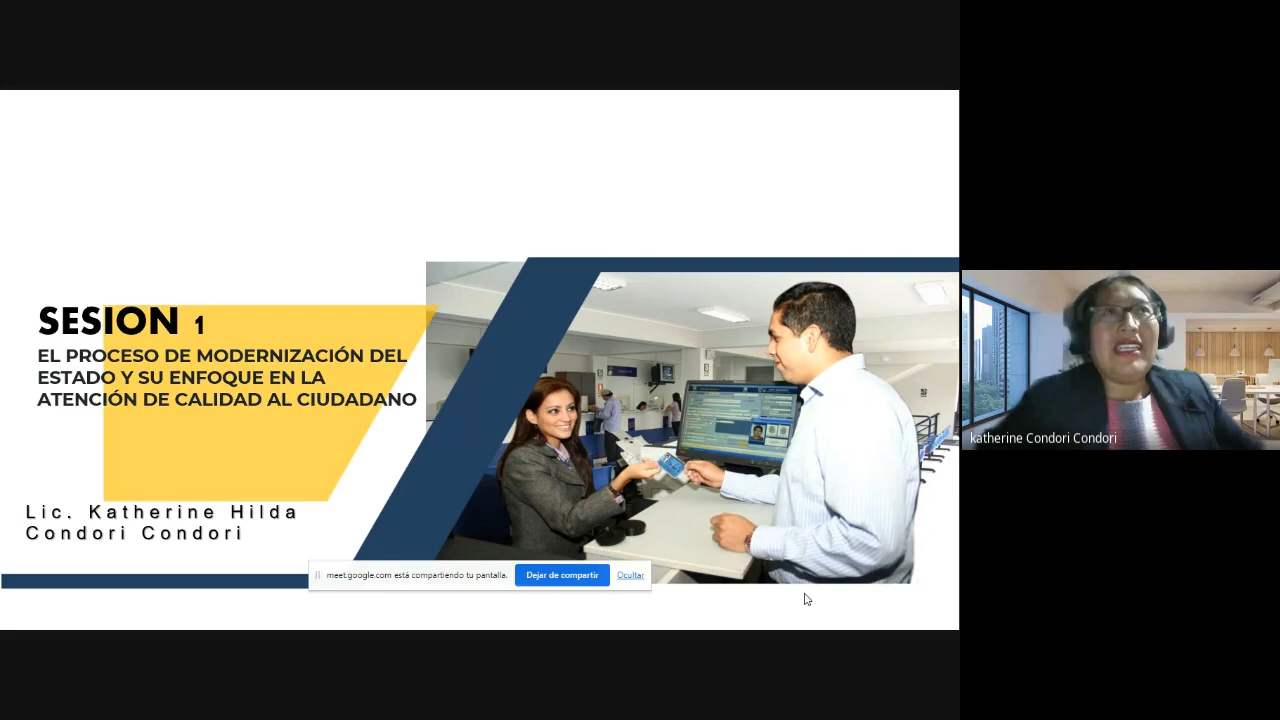 SESION 1
EL PROCESO DE MODERNIZACIÓN DEL
ESTADO Y SU ENFOQUE EN LA
ATENCIÓN DE CALIDAD AL CIUDADANO
Lic. Katherine Hilda
Condori Condori
meet.google.com está compartiendo tu pantalla.
Dejar de compartir
Ocultar
katherine Condori Condori